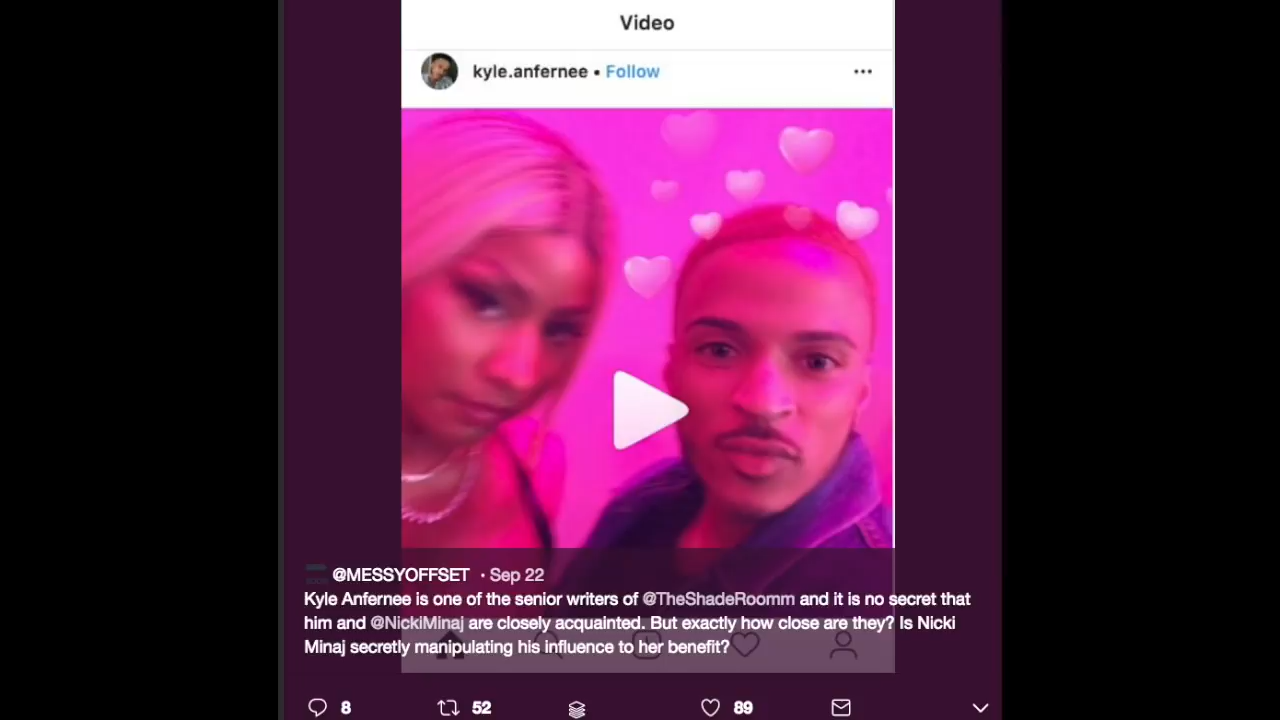 Video
kyle.anfernee • Follow
@MESSYOFFSET · Sep 22
Kyle Anfernee is one of the senior writers of @TheShadeRoomm and it is no secret that
him and @NickiMinaj are closely acquainted. But exactly how close are they? Is Nicki
Minaj secretly manipulating his influence to her benefit?
8 52 89